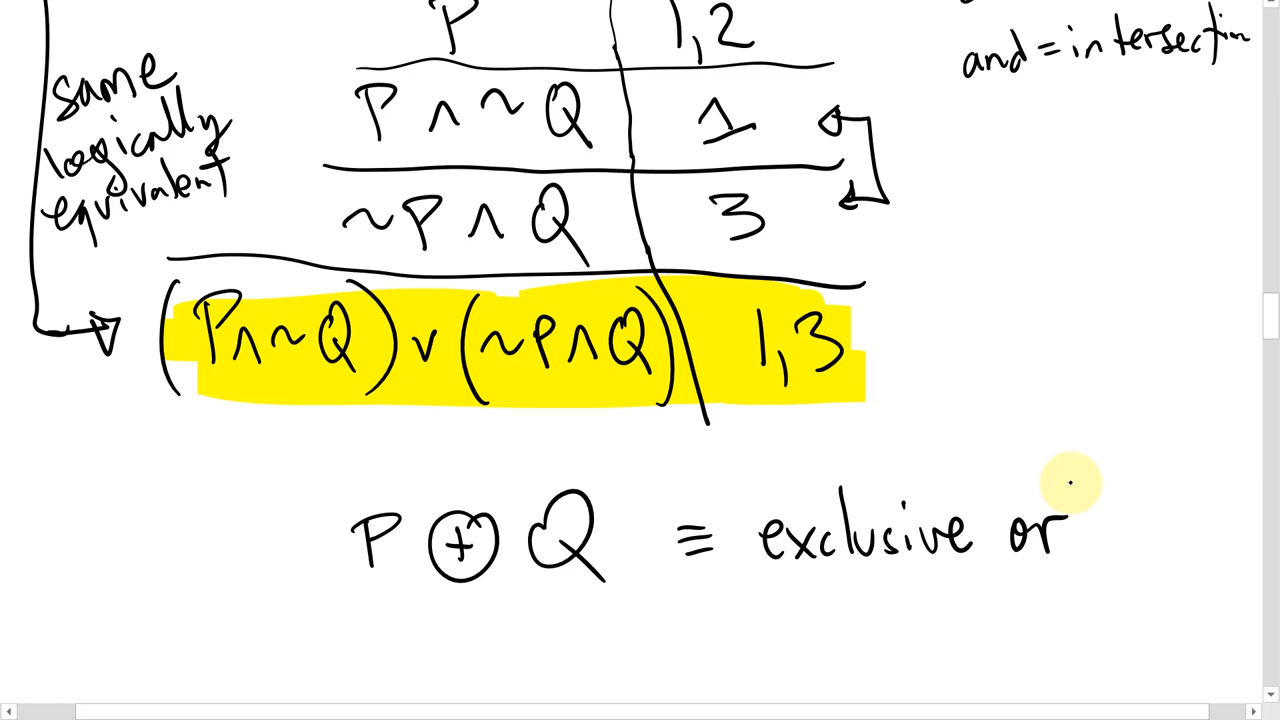 P 1,2
and = intersection
same
logically
equivalent
P ∧ ~Q 1
~P ∧ Q 3
(P∧~Q) ∨ (~P∧Q) 1,3
P ⊕ Q ≡ exclusive or